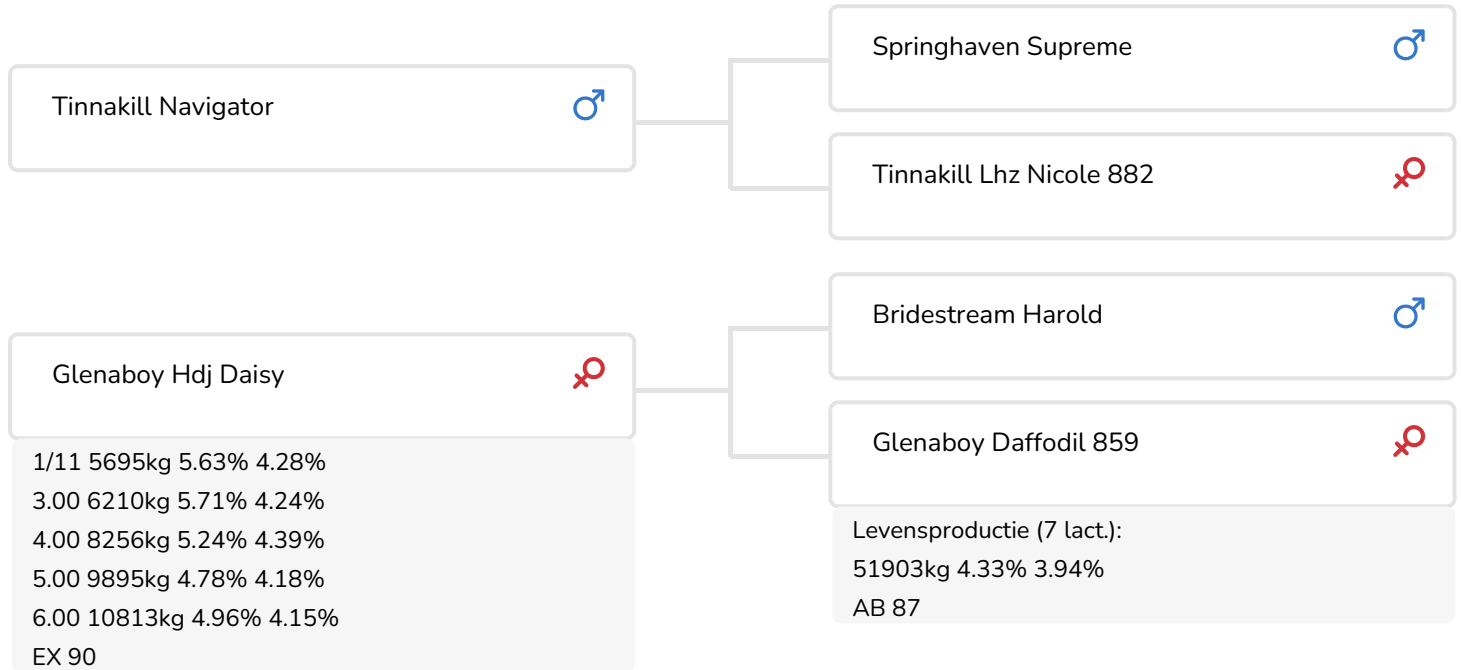 Springhaven Supreme
Tinnakill Navigator
Tinnakill Lhz Nicole 882
Bridestream Harold
Glenaboy Hdj Daisy
1/11 5695kg 5.63% 4.28%
3.00 6210kg 5.71% 4.24%
4.00 8256kg 5.24% 4.39%
5.00 9895kg 4.78% 4.18%
6.00 10813kg 4.96% 4.15%
EX 90
Glenaboy Daffodil 859
Levensproductie (7 lact.):
51903kg 4.33% 3.94%
AB 87